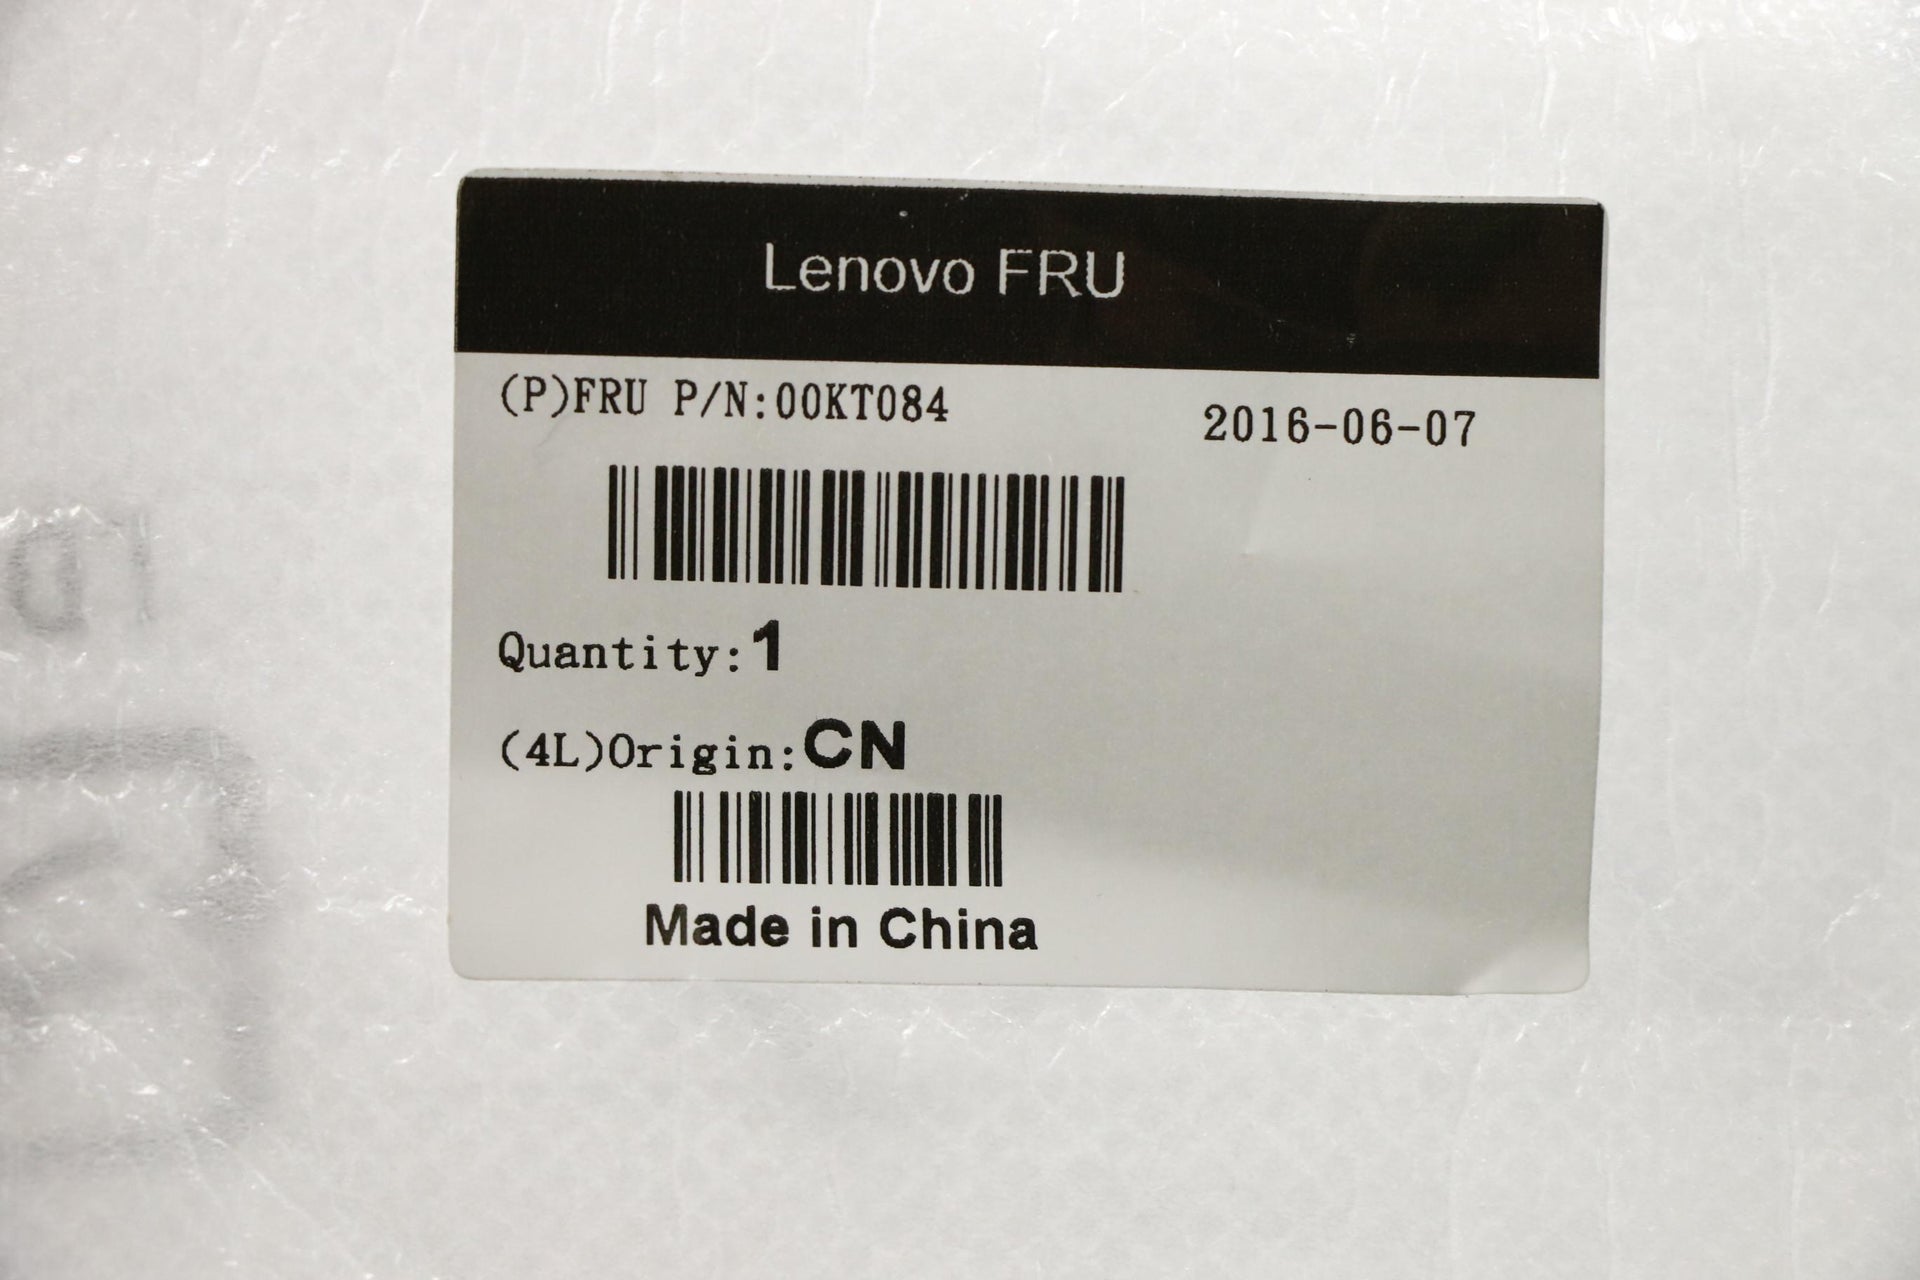 Lenovo FRU
(P)FRU P/N:00KT084
2016-06-07
Quantity:1
(4L)Origin:CN
Made in China